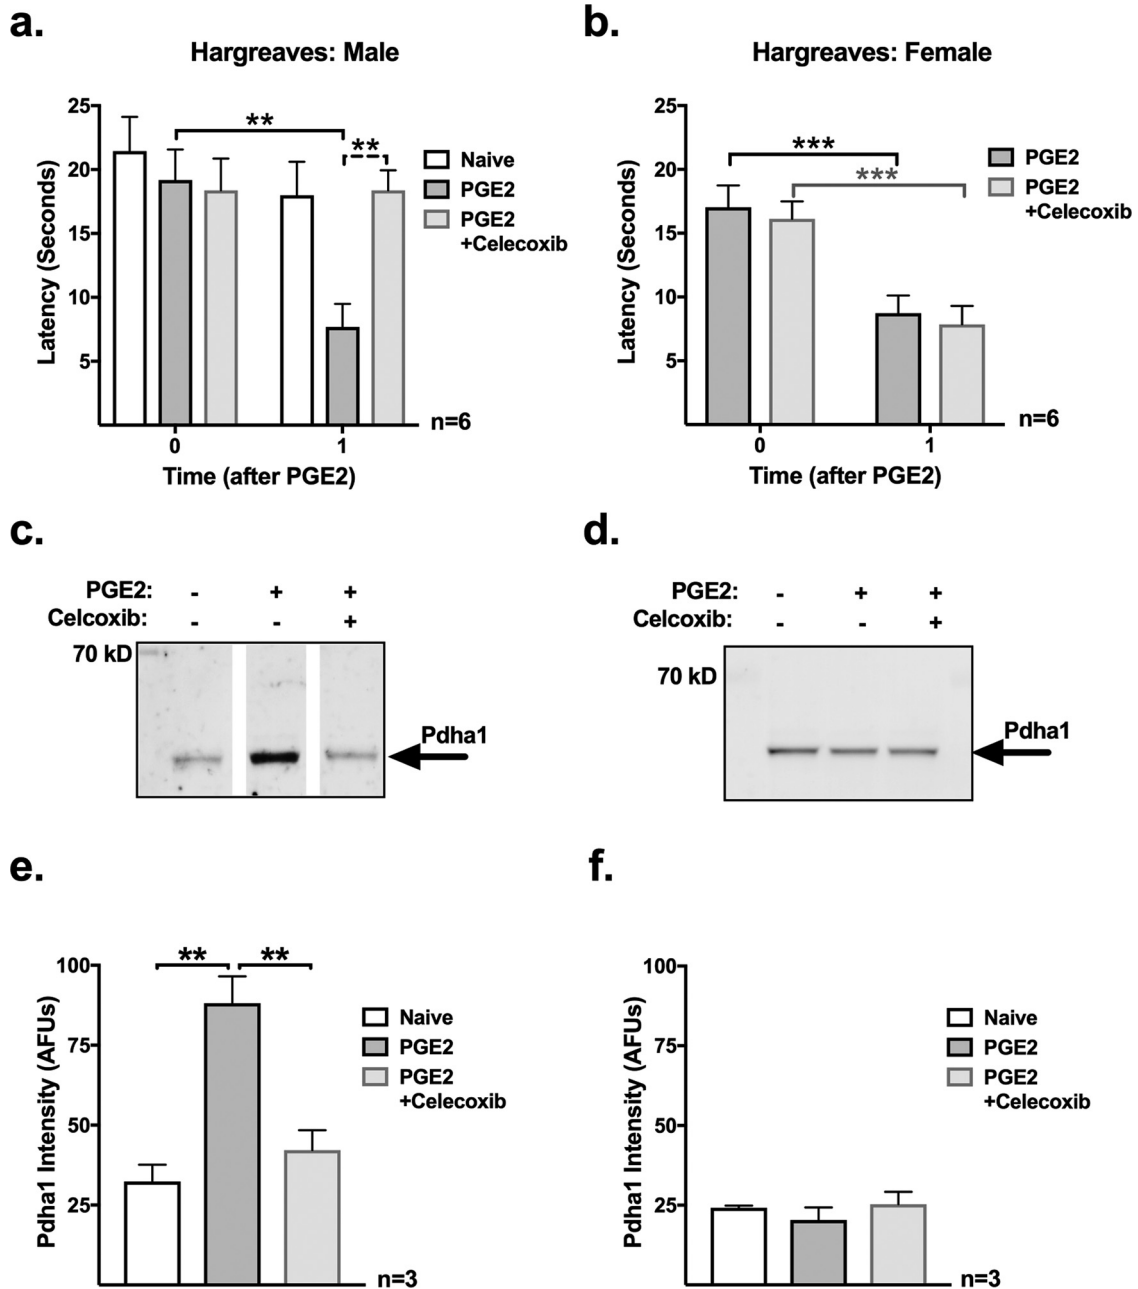 a.
Hargreaves: Male
Latency (Seconds)
25
20
15
10
5
**
**
Naive
PGE2
PGE2
+Celecoxib
n=6
0
1
Time (after PGE2)
b.
Hargreaves: Female
Latency (Seconds)
25
20
15
10
5
***
***
PGE2
PGE2
+Celecoxib
n=6
0
1
Time (after PGE2)
c.
PGE2: - + +
Celcoxib: - - +
70 kD
Pdha1
d.
PGE2: - + +
Celcoxib: - - +
70 kD
Pdha1
e.
Pdha1 Intensity (AFUs)
100
75
50
25
**
**
Naive
PGE2
PGE2
+Celecoxib
n=3
f.
Pdha1 Intensity (AFUs)
100
75
50
25
Naive
PGE2
PGE2
+Celecoxib
n=3